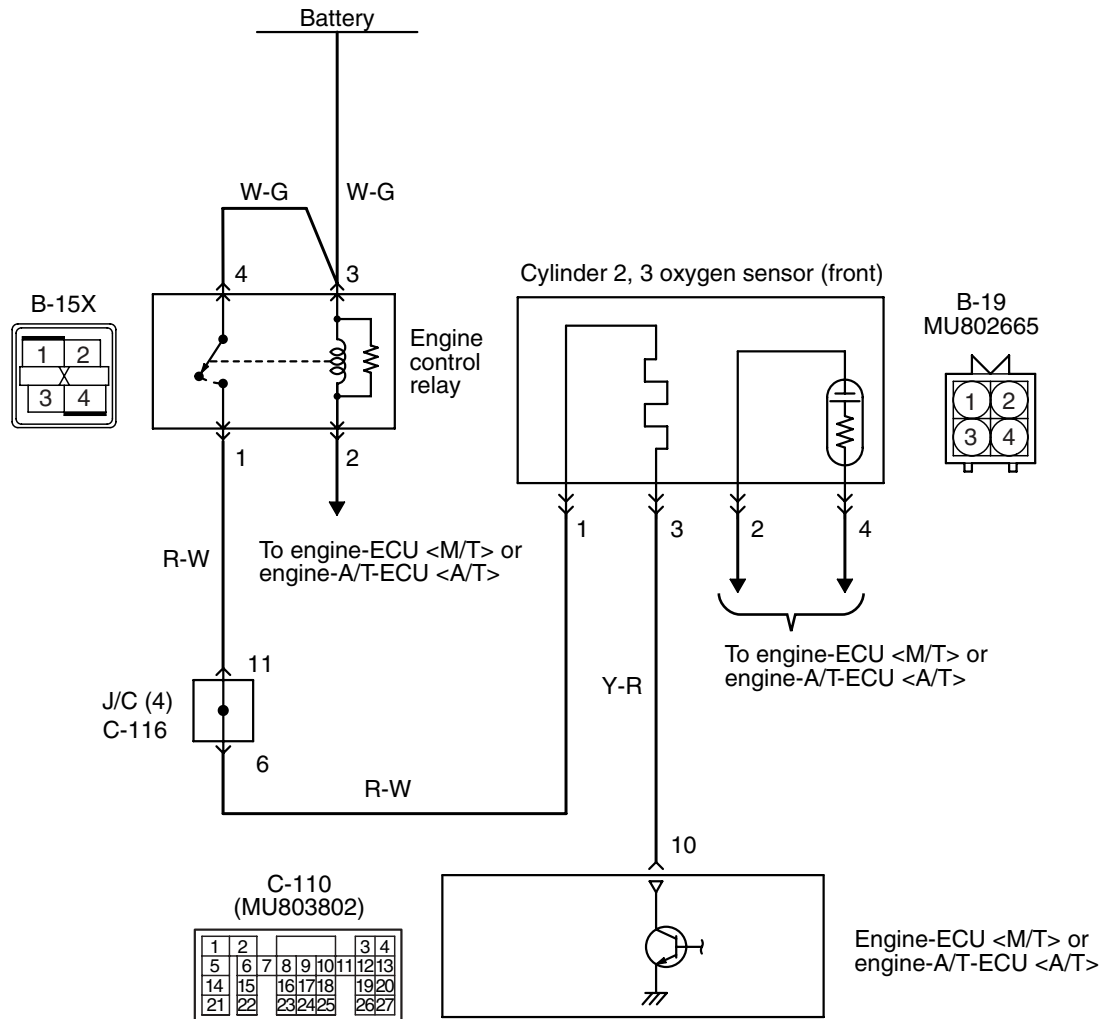 Battery
W-G
W-G
4
3
B-15X
1 2
3 4
Engine
control
relay
1
2
To engine-ECU <M/T> or
engine-A/T-ECU <A/T>
Cylinder 2, 3 oxygen sensor (front)
B-19
MU802665
1 2
3 4
1
3
2
4
R-W
To engine-ECU <M/T> or
engine-A/T-ECU <A/T>
Y-R
11
J/C (4)
C-116
6
R-W
10
C-110
(MU803802)
1 2 3 4
5 6 7 8 9 10 11 12 13
14 15 16 17 18 19 20
21 22 23 24 25 26 27
Engine-ECU <M/T> or
engine-A/T-ECU <A/T>